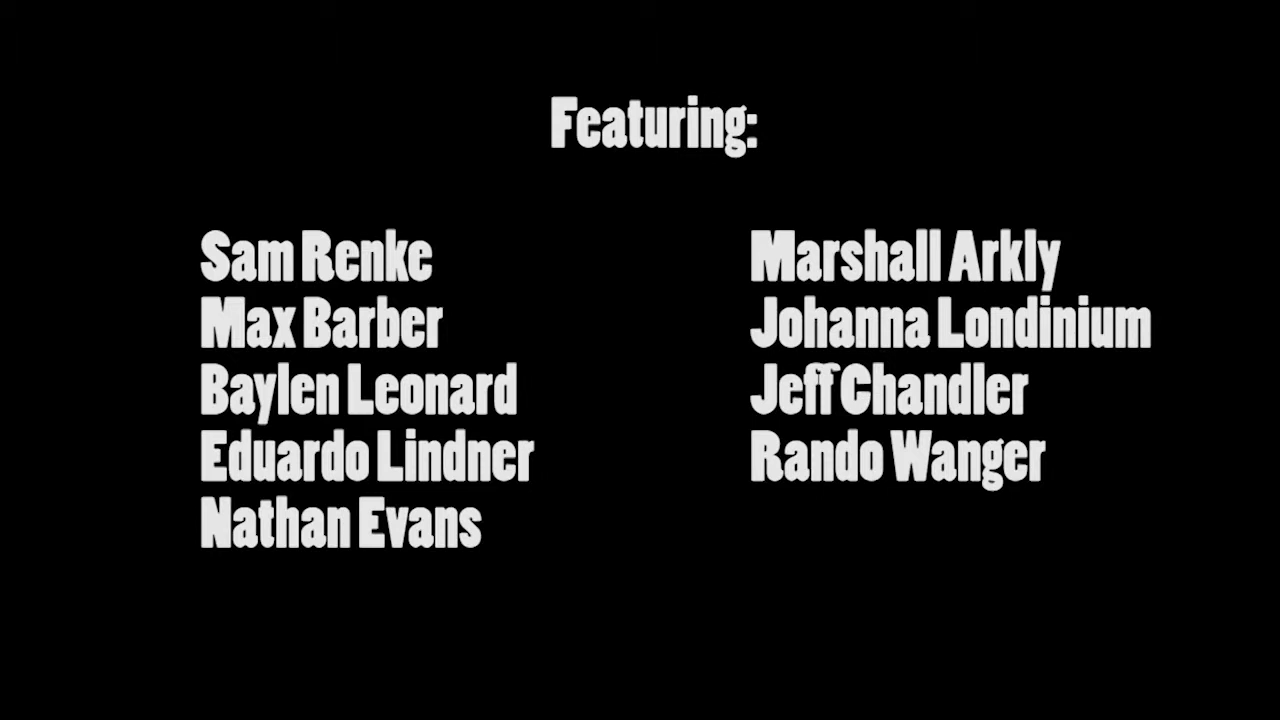 Featuring:
Sam Renke
Max Barber
Baylen Leonard
Eduardo Lindner
Nathan Evans
Marshall Arkly
Johanna Londinium
Jeff Chandler
Rando Wanger